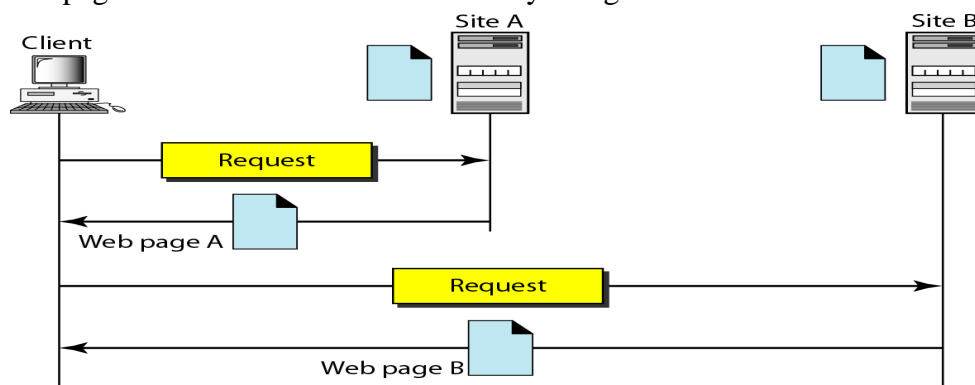 Site A
Site B
Client
Request
Web page A
Request
Web page B